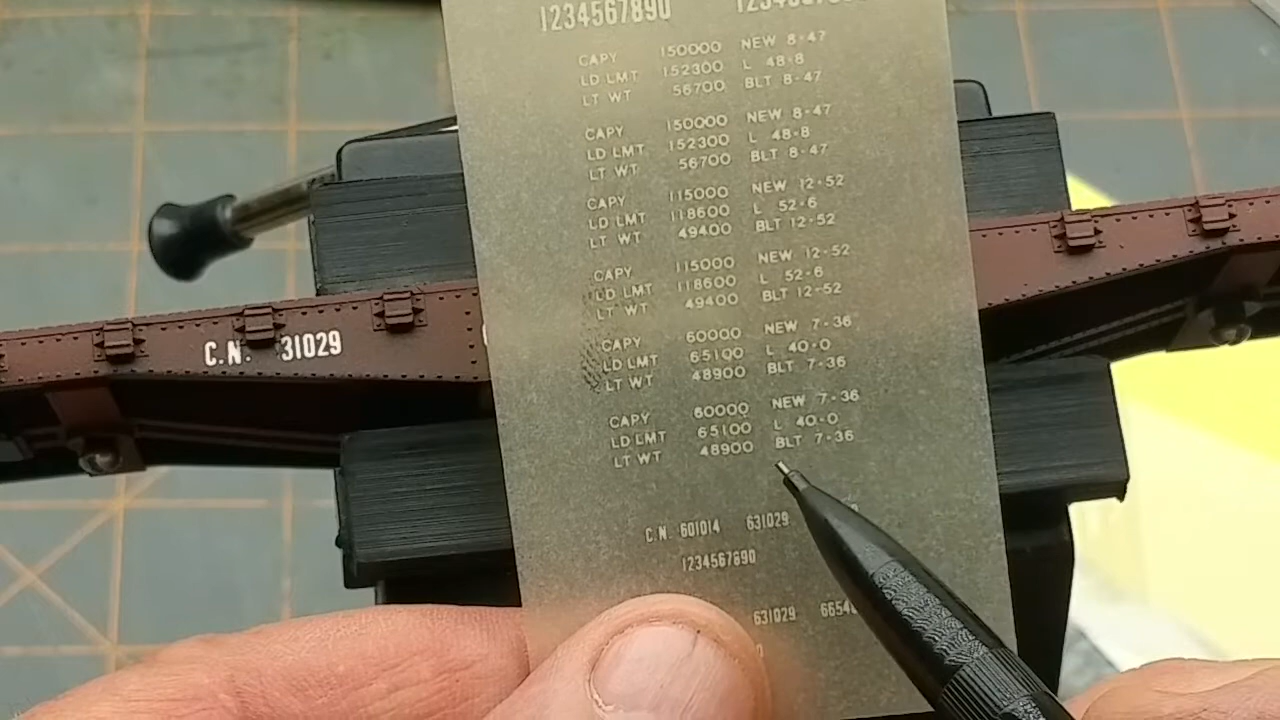 1234567890
CAPY 150000 NEW 8-47
LD LMT 152300 L 48-8
LT WT 56700 BLT 8-47
CAPY 150000 NEW 8-47
LD LMT 152300 L 48-8
LT WT 56700 BLT 8-47
CAPY 115000 NEW 12-52
LD LMT 118600 L 52-6
LT WT 49400 BLT 12-52
CAPY 115000 NEW 12-52
LD LMT 118600 L 52-6
LT WT 49400 BLT 12-52
C.N. 31029
CAPY 60000 NEW 7-36
LD LMT 65100 L 40-0
LT WT 48900 BLT 7-36
CAPY 60000 NEW 7-36
LD LMT 65100 L 40-0
LT WT 48900 BLT 7-36
C.N. 601014 631029
1234567890
631029